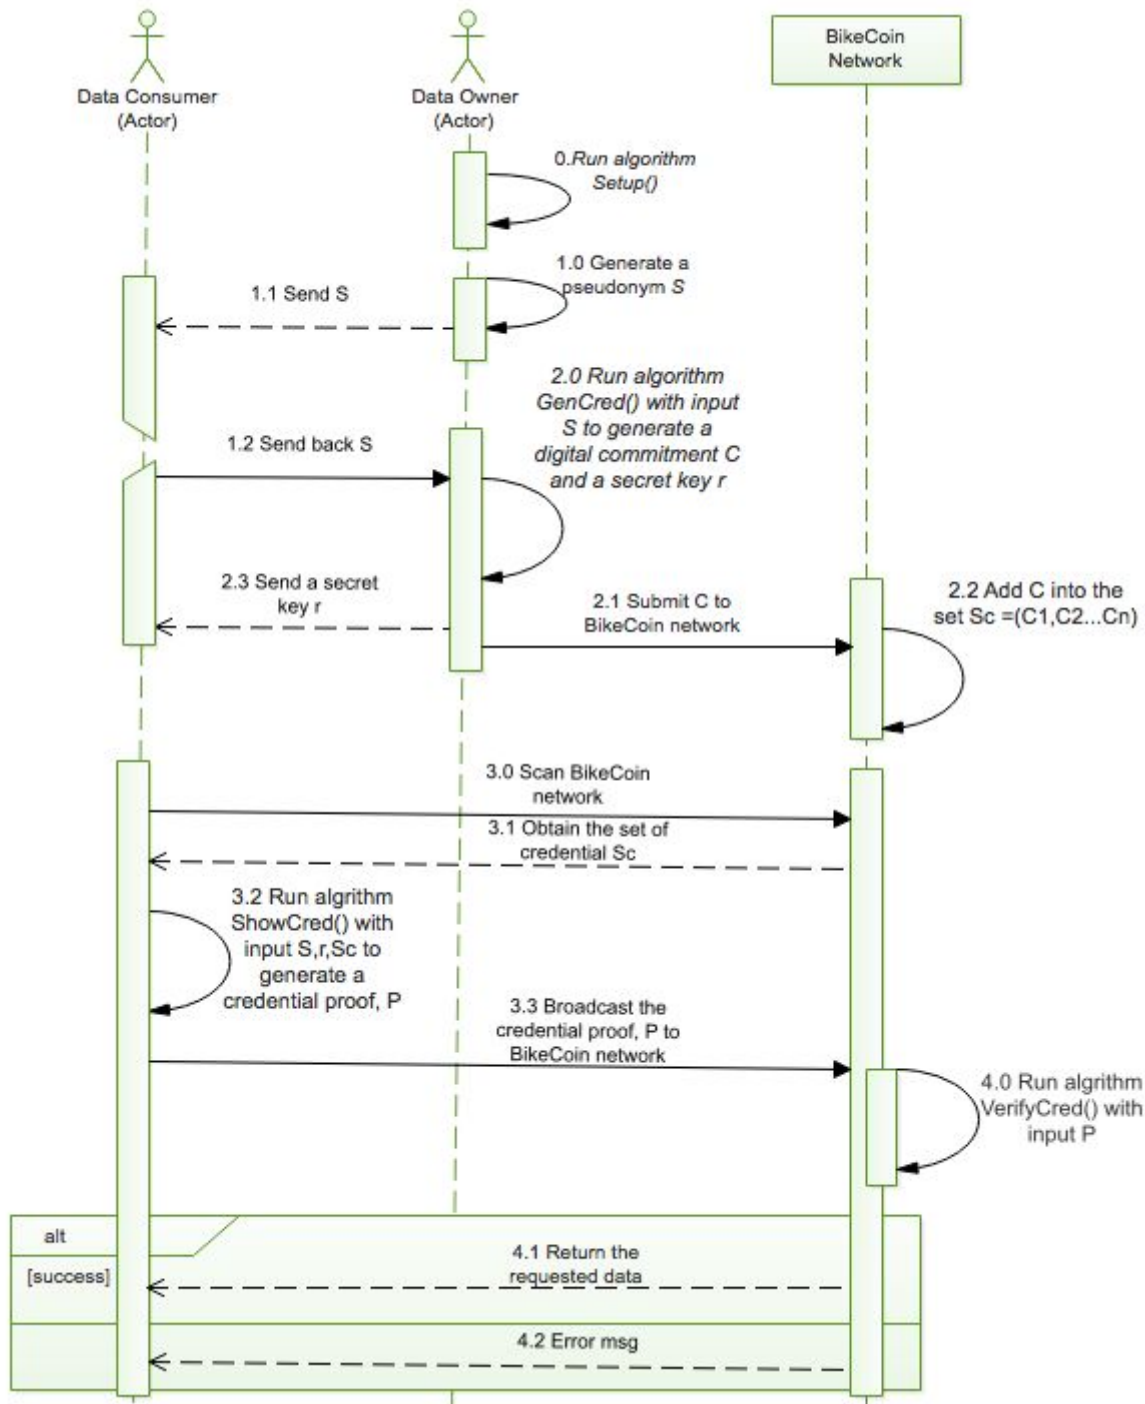 Data Consumer
(Actor)
Data Owner
(Actor)
BikeCoin
Network
0.Run algorithm
Setup()
1.0 Generate a
pseudonym S
1.1 Send S
2.0 Run algorithm
GenCred() with input
S to generate a
digital commitment C
and a secret key r
1.2 Send back S
2.3 Send a secret
key r
2.1 Submit C to
BikeCoin network
2.2 Add C into the
set Sc =(C1,C2...Cn)
3.0 Scan BikeCoin
network
3.1 Obtain the set of
credential Sc
3.2 Run algrithm
ShowCred() with
input S,r,Sc to
generate a
credential proof, P
3.3 Broadcast the
credential proof, P to
BikeCoin network
4.0 Run algrithm
VerifyCred() with
input P
alt
[success]
4.1 Return the
requested data
4.2 Error msg